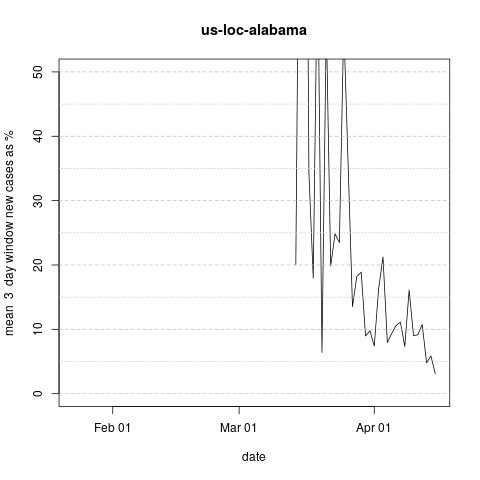 us-loc-alabama
mean 3 day window new cases as %
50
40
30
20
10
0
Feb 01
Mar 01
Apr 01
date